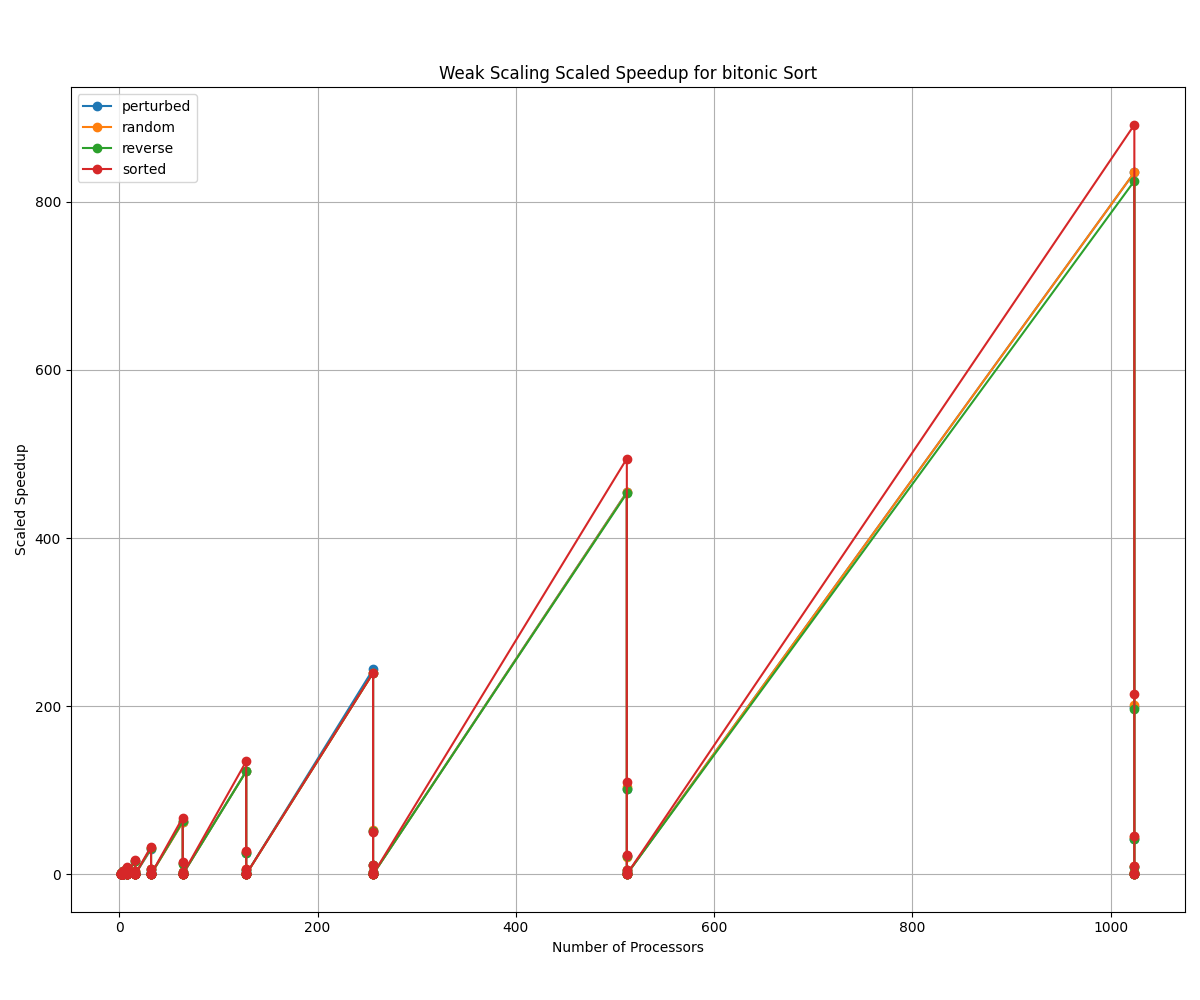 Weak Scaling Scaled Speedup for bitonic Sort
perturbed
random
reverse
sorted
800
600
400
200
0
Scaled Speedup
0 200 400 600 800 1000
Number of Processors